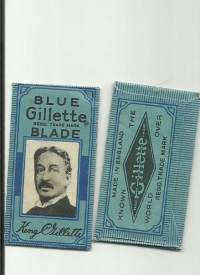 BLUE
Gillette
REGD TRADE MARK
BLADE
King C Gillette
MADE IN ENGLAND
KNOWN THE
Gillette
WORLD OVER
REGD TRADE MARK